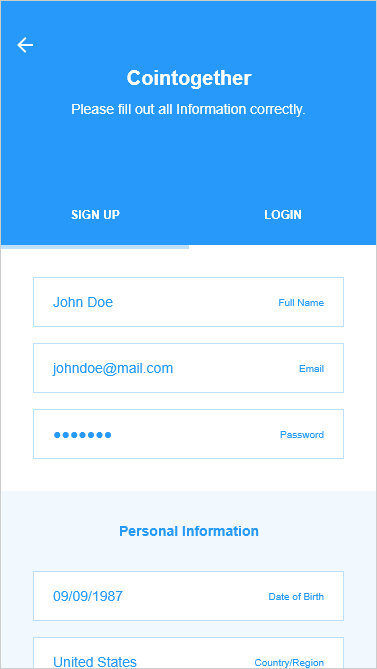 Cointogether
Please fill out all Information correctly.
SIGN UP LOGIN
John Doe Full Name
johndoe@mail.com Email
●●●●●●● Password
Personal Information
09/09/1987 Date of Birth
United States Country/Region